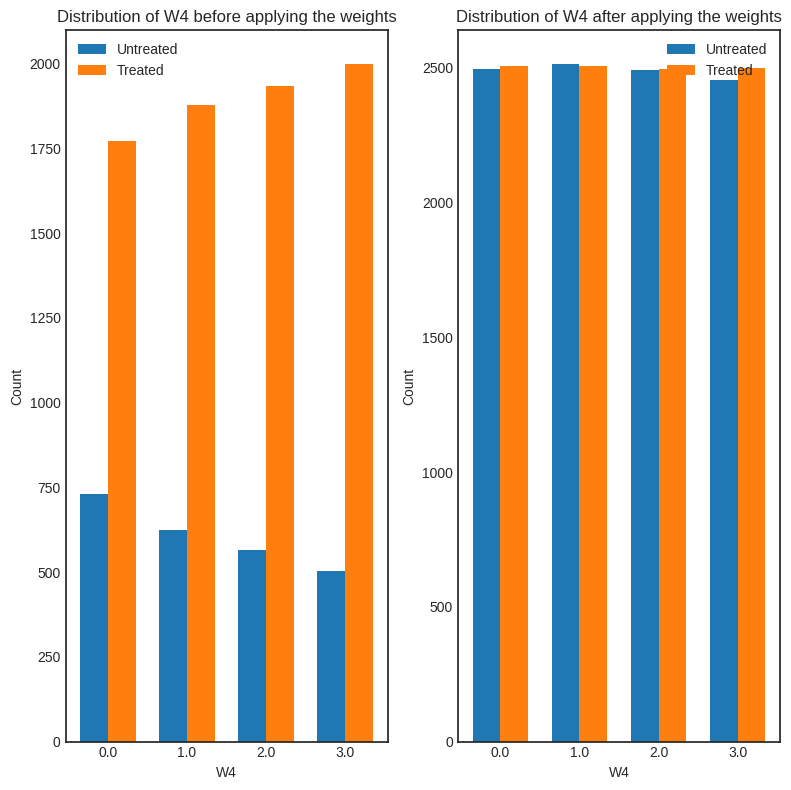 Distribution of W4 before applying the weights
Untreated
Treated
2000
1750
1500
1250
1000
750
500
250
0
Count
0.0 1.0 2.0 3.0
W4
Distribution of W4 after applying the weights
Untreated
Treated
2500
2000
1500
1000
500
0
Count
0.0 1.0 2.0 3.0
W4